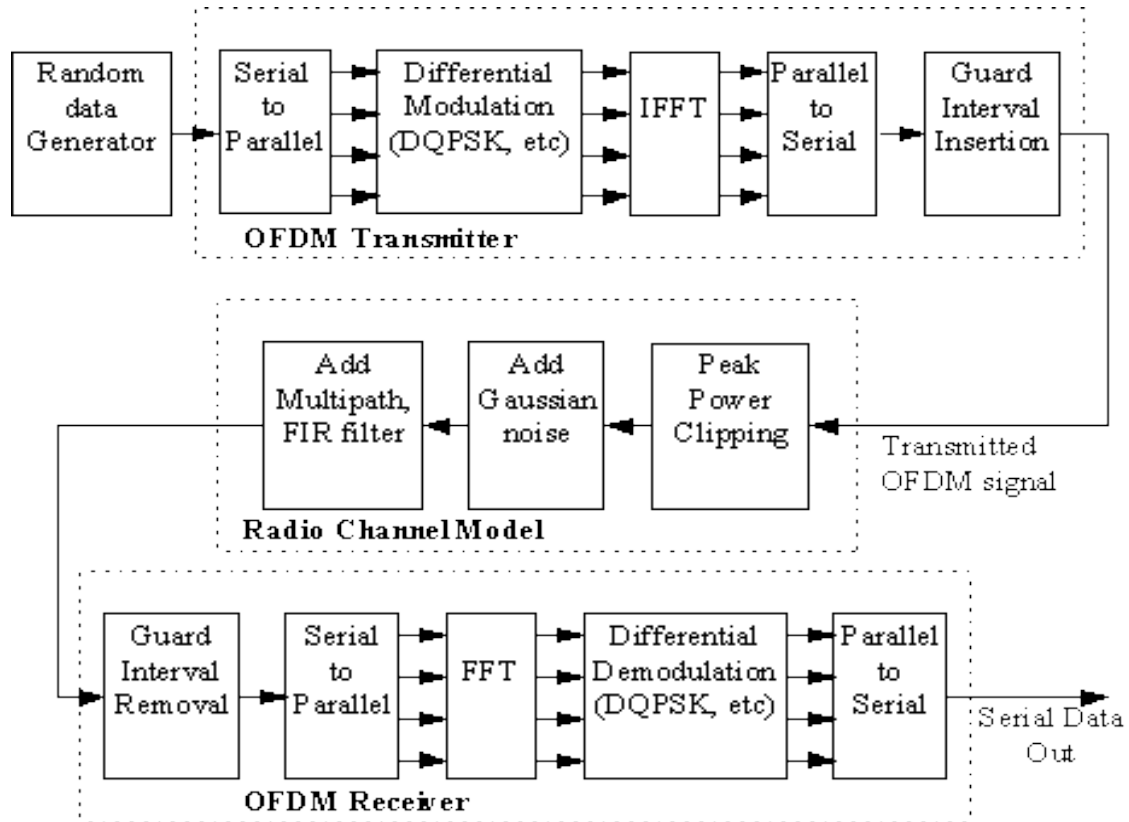 Random
data
Generator
Serial
to
Parallel
Differential
Modulation
(DQPSK, etc)
IFFT
Parallel
to
Serial
Guard
Interval
Insertion
OFDM Transmitter
Add
Multipath,
FIR filter
Add
Gaussian
noise
Peak
Power
Clipping
Transmitted
OFDM signal
Radio Channel Model
Guard
Interval
Removal
Serial
to
Parallel
FFT
Differential
Demodulation
(DQPSK, etc)
Parallel
to
Serial
Serial Data
Out
OFDM Receiver